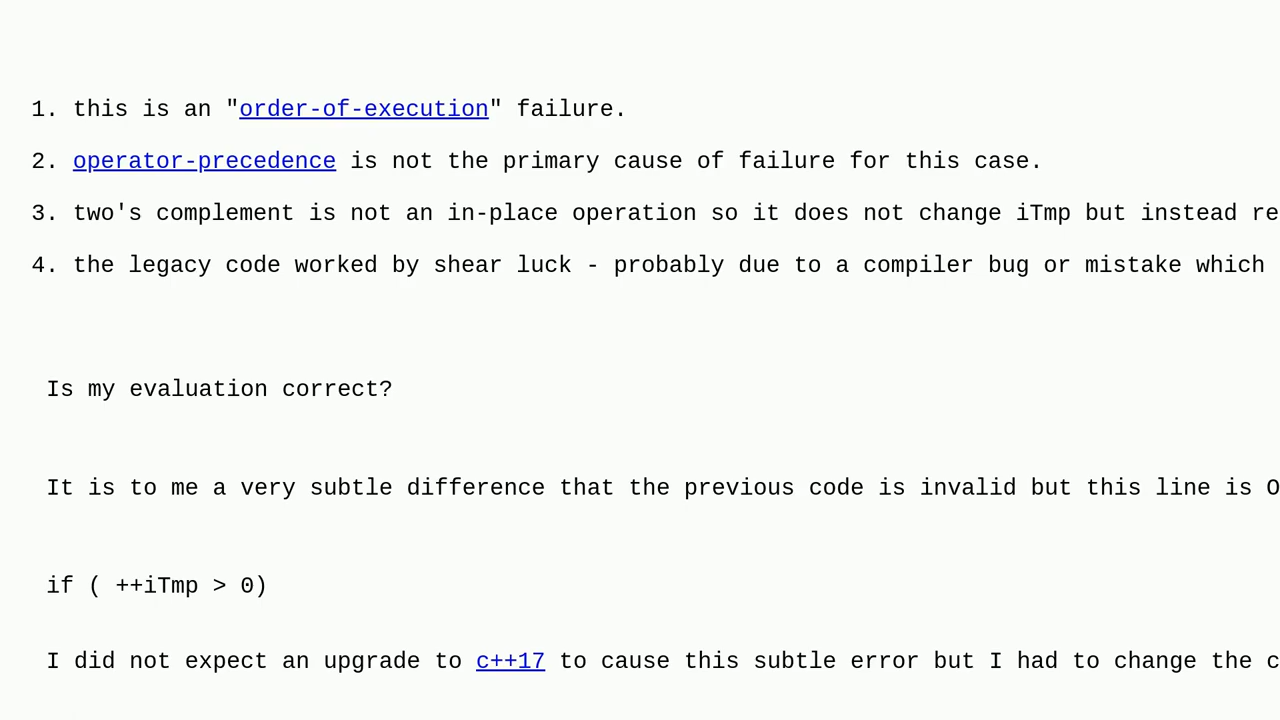 1. this is an "order-of-execution" failure.
2. operator-precedence is not the primary cause of failure for this case.
3. two's complement is not an in-place operation so it does not change iTmp but instead re
4. the legacy code worked by shear luck - probably due to a compiler bug or mistake which
Is my evaluation correct?
It is to me a very subtle difference that the previous code is invalid but this line is O
if ( ++iTmp > 0)
I did not expect an upgrade to c++17 to cause this subtle error but I had to change the c